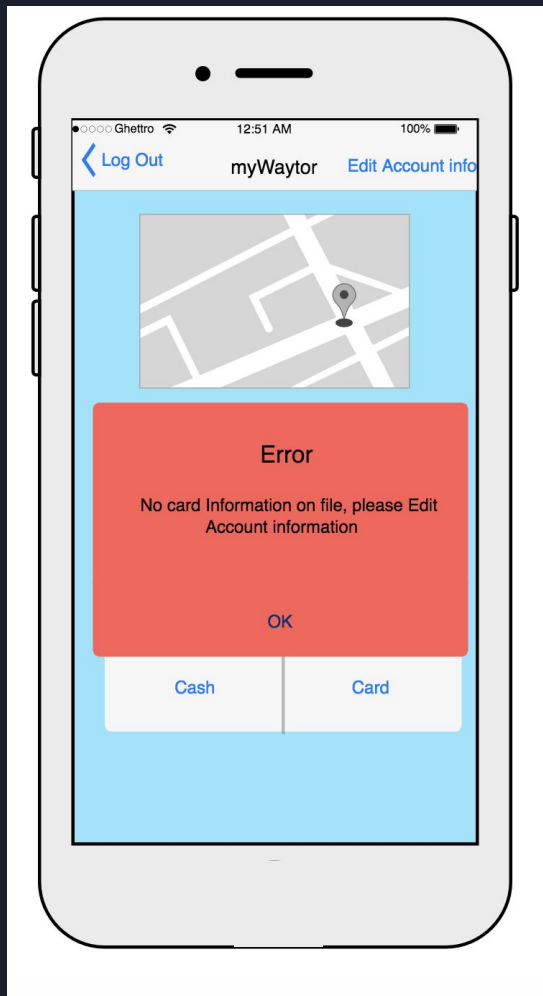 Ghettro 12:51 AM 100%
Log Out myWaytor Edit Account info
Error
No card Information on file, please Edit
Account information
OK
Cash Card